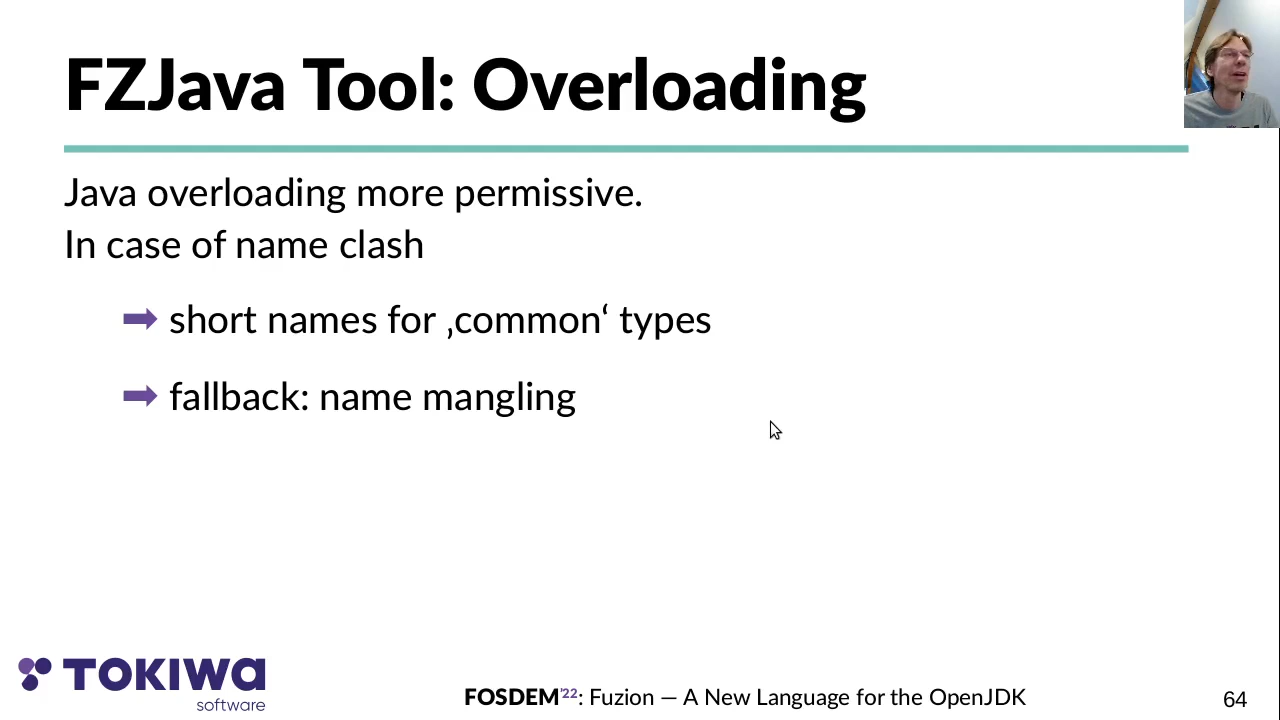 FZJava Tool: Overloading
Java overloading more permissive.
In case of name clash
➡ short names for ‚common‘ types
➡ fallback: name mangling
TOKIWA
software
FOSDEM'22: Fuzion — A New Language for the OpenJDK
64